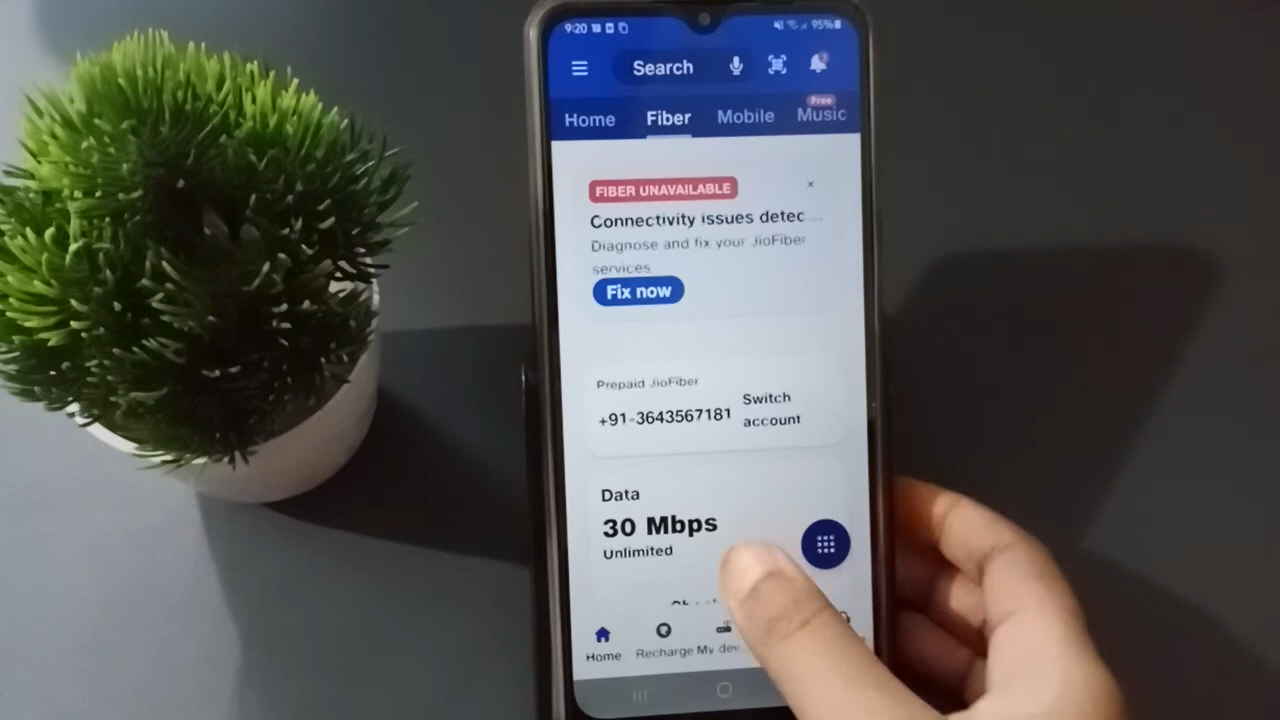 9:20 95%
Search
Home Fiber Mobile Music
Free
FIBER UNAVAILABLE ×
Connectivity issues detec...
Diagnose and fix your JioFiber
services
Fix now
Prepaid JioFiber
+91-3643567181
Switch
account
Data
30 Mbps
Unlimited
Home Recharge My dev...